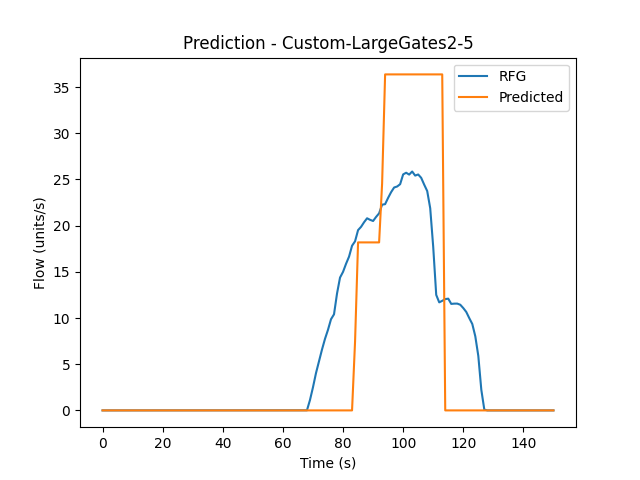 Prediction - Custom-LargeGates2-5
RFG
Predicted
Flow (units/s)
35
30
25
20
15
10
5
0
0 20 40 60 80 100 120 140
Time (s)